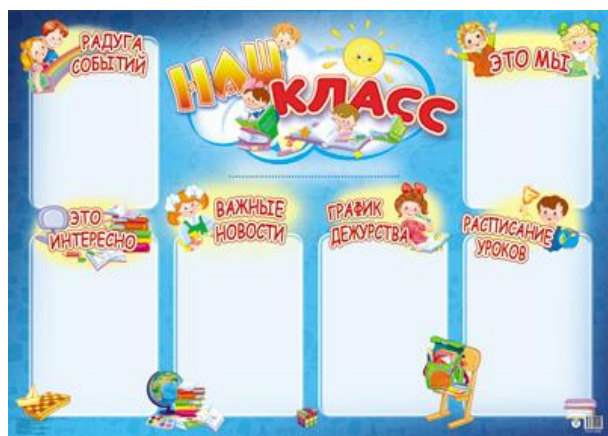 РАДУГА
СОБЫТИЙ
НАШ
КЛАСС
ЭТО МЫ
ЭТО
ИНТЕРЕСНО
ВАЖНЫЕ
НОВОСТИ
ГРАФИК
ДЕЖУРСТВА
РАСПИСАНИЕ
УРОКОВ